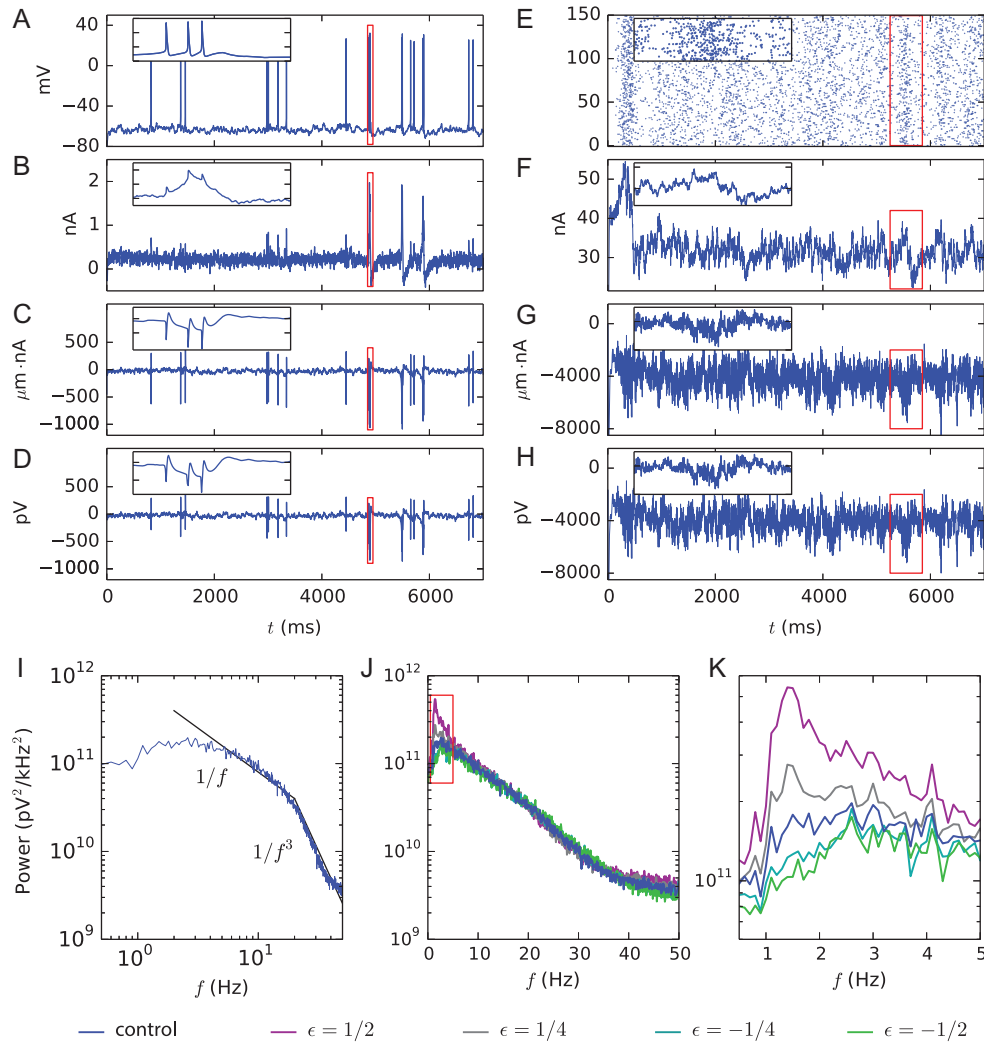 A
mV
40
0
−40
−80
B
nA
2
1
0
C
μm·nA
500
0
−500
−1000
D
pV
500
0
−500
−1000
0 2000 4000 6000
t (ms)
E
150
100
50
0
F
nA
50
40
30
G
μm·nA
0
−4000
−8000
H
pV
0
−4000
−8000
0 2000 4000 6000
t (ms)
I
Power (pV²/kHz²)
10¹²
10¹¹
10¹⁰
10⁹
1/f
1/f³
10⁰ 10¹
f (Hz)
J
10¹²
10¹¹
10¹⁰
10⁹
0 10 20 30 40 50
f (Hz)
K
10¹¹
1 2 3 4 5
f (Hz)
control ϵ = 1/2 ϵ = 1/4 ϵ = −1/4 ϵ = −1/2